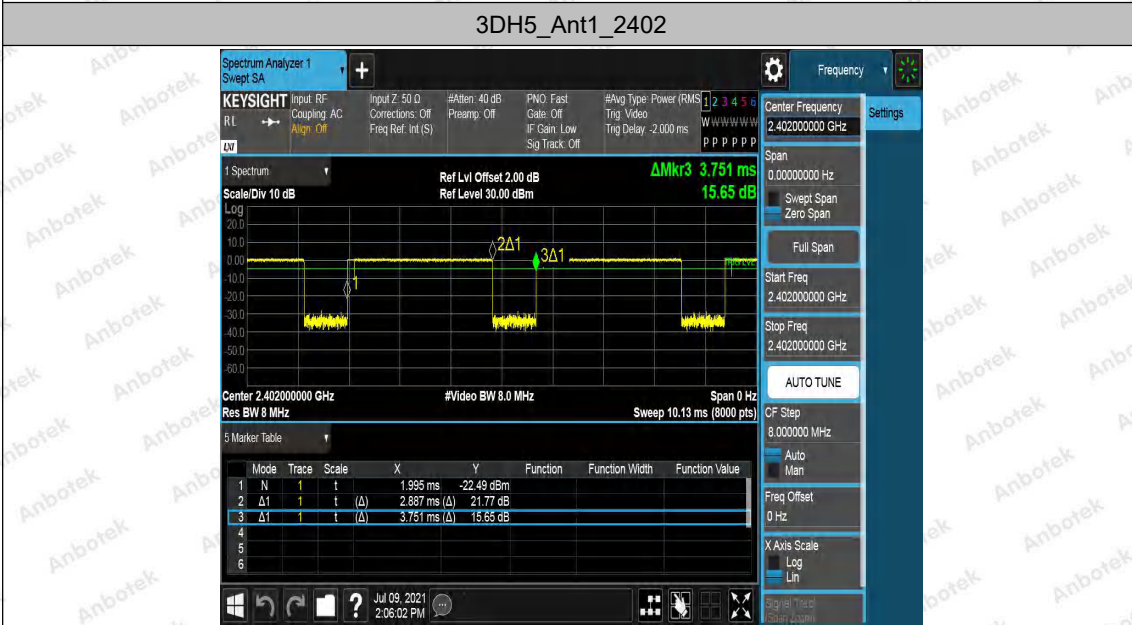 3DH5_Ant1_2402
Spectrum Analyzer 1
Swept SA
+
Frequency
KEYSIGHT Input: RF Input Z: 50 Ω #Atten: 40 dB PNO: Fast #Avg Type: Power (RMS 1 2 3 4 5 6
RL Coupling: AC Corrections: Off Preamp: Off Gate: Off Trig: Video W W W W W W
Align: Off Freq Ref: Int (S) IF Gain: Low Trig Delay: -2.000 ms
LXI Sig Track: Off P P P P P P
Center Frequency
2.402000000 GHz
Settings
1 Spectrum
Ref Lvl Offset 2.00 dB
ΔMkr3 3.751 ms
Scale/Div 10 dB Ref Level 30.00 dBm 15.65 dB
Log
20.0
10.0
0.00
-10.0
-20.0
-30.0
-40.0
-50.0
-60.0
2Δ1
3Δ1
1
Center 2.402000000 GHz #Video BW 8.0 MHz Span 0 Hz
Res BW 8 MHz Sweep 10.13 ms (8000 pts)
Span
0.00000000 Hz
Swept Span
Zero Span
Full Span
Start Freq
2.402000000 GHz
Stop Freq
2.402000000 GHz
AUTO TUNE
CF Step
8.000000 MHz
Auto
Man
Freq Offset
0 Hz
X Axis Scale
Log
Lin
Signal Track
(Span Zoom)
5 Marker Table
Mode Trace Scale X Y Function Function Width Function Value
1 N 1 t 1.995 ms -22.49 dBm
2 Δ1 1 t (Δ) 2.887 ms (Δ) 21.77 dB
3 Δ1 1 t (Δ) 3.751 ms (Δ) 15.65 dB
4
5
6
?
Jul 09, 2021
2:06:02 PM
Anbotek